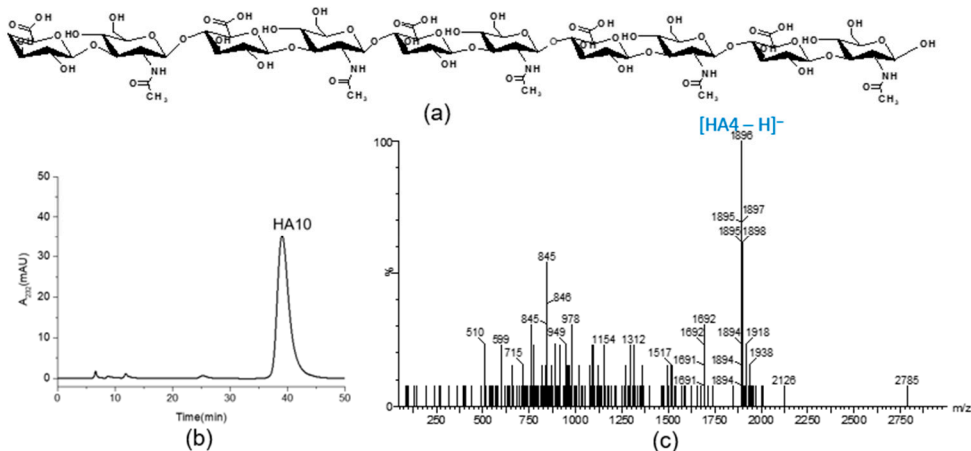 HO OH HO OH HO OH HO OH HO OH
O HO O HO O HO O HO O HO OH
OH NH OH NH OH NH OH NH OH NH
O CH3 O CH3 O CH3 O CH3 O CH3
(a)
[HA4 – H]⁻
1896
100
1895 1897
1895 1898
%
845
846
845
978
510
599
715
949
1154
1312
1517
1692
1692
1691
1691
1894
1918
1894
1938
1894
2126
2785
0
250 500 750 1000 1250 1500 1750 2000 2250 2500 2750
m/z
(c)
50
40
30
20
10
0
A232(mAU)
HA10
0 10 20 30 40 50
Time(min)
(b)